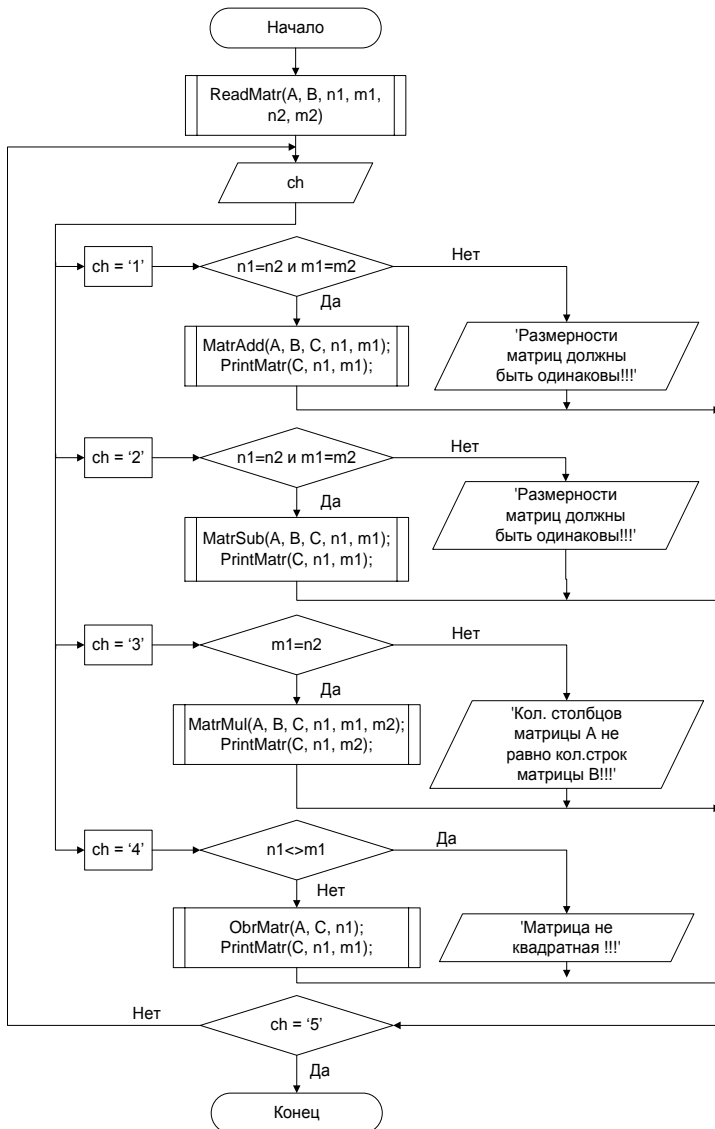 Начало
ReadMatr(A, B, n1, m1,
n2, m2)
ch
ch = ‘1’
n1=n2 и m1=m2
Нет
Да
MatrAdd(A, B, C, n1, m1);
PrintMatr(C, n1, m1);
'Размерности
матриц должны
быть одинаковы!!!'
ch = ‘2’
n1=n2 и m1=m2
Нет
Да
MatrSub(A, B, C, n1, m1);
PrintMatr(C, n1, m1);
'Размерности
матриц должны
быть одинаковы!!!'
ch = ‘3’
m1=n2
Нет
Да
MatrMul(A, B, C, n1, m1, m2);
PrintMatr(C, n1, m2);
'Кол. столбцов
матрицы А не
равно кол.строк
матрицы В!!!'
ch = ‘4’
n1<>m1
Да
Нет
ObrMatr(A, C, n1);
PrintMatr(C, n1, m1);
'Матрица не
квадратная !!!'
Нет
ch = ‘5’
Да
Конец